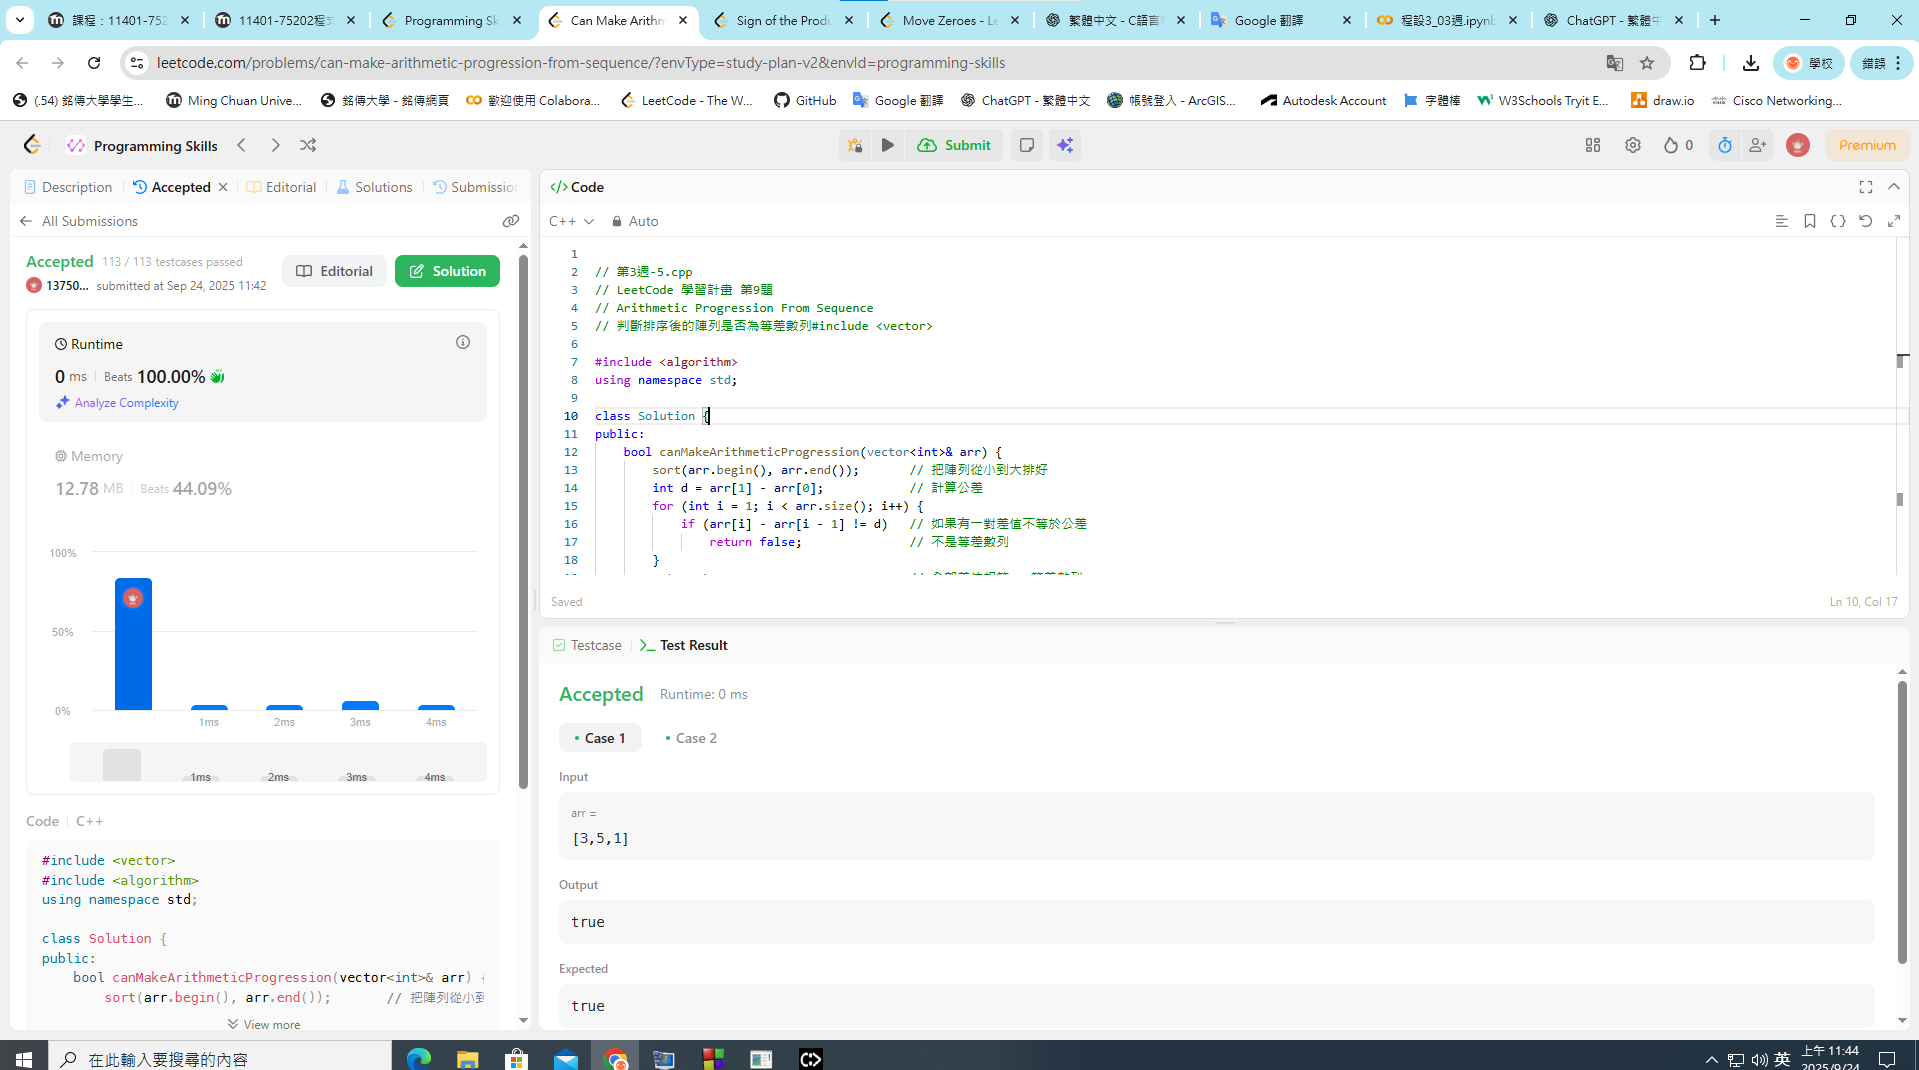 課程：11401-752
11401-75202程式
Programming Sk
Can Make Arithm
Sign of the Produ
Move Zeroes - Le
繁體中文 - C語言
Google 翻譯
程設3_03週.ipynb
ChatGPT - 繁體中
leetcode.com/problems/can-make-arithmetic-progression-from-sequence/?envType=study-plan-v2&envId=programming-skills
學校
錯誤
(.54) 銘傳大學學生...
Ming Chuan Unive...
銘傳大學 - 銘傳網頁
歡迎使用 Colabora...
LeetCode - The W...
GitHub
Google 翻譯
ChatGPT - 繁體中文
帳號登入 - ArcGIS...
Autodesk Account
字體棒
W3Schools Tryit E...
draw.io
Cisco Networking...
Programming Skills
Submit
0
Premium
Description
Accepted
Editorial
Solutions
Submission
All Submissions
Accepted 113 / 113 testcases passed
13750... submitted at Sep 24, 2025 11:42
Editorial
Solution
Runtime
0 ms Beats 100.00%
Analyze Complexity
Memory
12.78 MB Beats 44.09%
100%
50%
0%
1ms 2ms 3ms 4ms
1ms 2ms 3ms 4ms
Code C++
#include <vector>
#include <algorithm>
using namespace std;
class Solution {
public:
bool canMakeArithmeticProgression(vector<int>& arr) {
sort(arr.begin(), arr.end()); // 把陣列從小到
View more
</> Code
C++ Auto
1
2 // 第3週-5.cpp
3 // LeetCode 學習計畫 第9題
4 // Arithmetic Progression From Sequence
5 // 判斷排序後的陣列是否為等差數列#include <vector>
6
7 #include <algorithm>
8 using namespace std;
9
10 class Solution {
11 public:
12 bool canMakeArithmeticProgression(vector<int>& arr) {
13 sort(arr.begin(), arr.end()); // 把陣列從小到大排好
14 int d = arr[1] - arr[0]; // 計算公差
15 for (int i = 1; i < arr.size(); i++) {
16 if (arr[i] - arr[i - 1] != d) // 如果有一對差值不等於公差
17 return false; // 不是等差數列
18 }
Saved
Ln 10, Col 17
Testcase
Test Result
Accepted Runtime: 0 ms
Case 1
Case 2
Input
arr =
[3,5,1]
Output
true
Expected
true
在此輸入要搜尋的內容
英
上午 11:44
2025/9/24